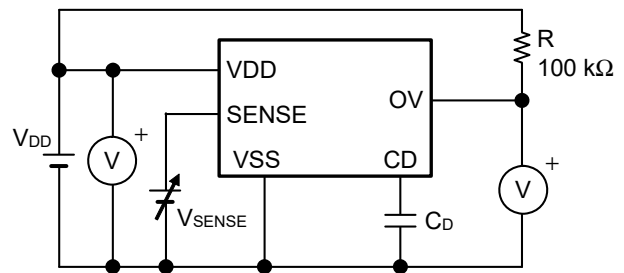 R
100 kΩ
VDD
OV
SENSE
VDD
+
V
VSS
CD
+
V
VSENSE
CD